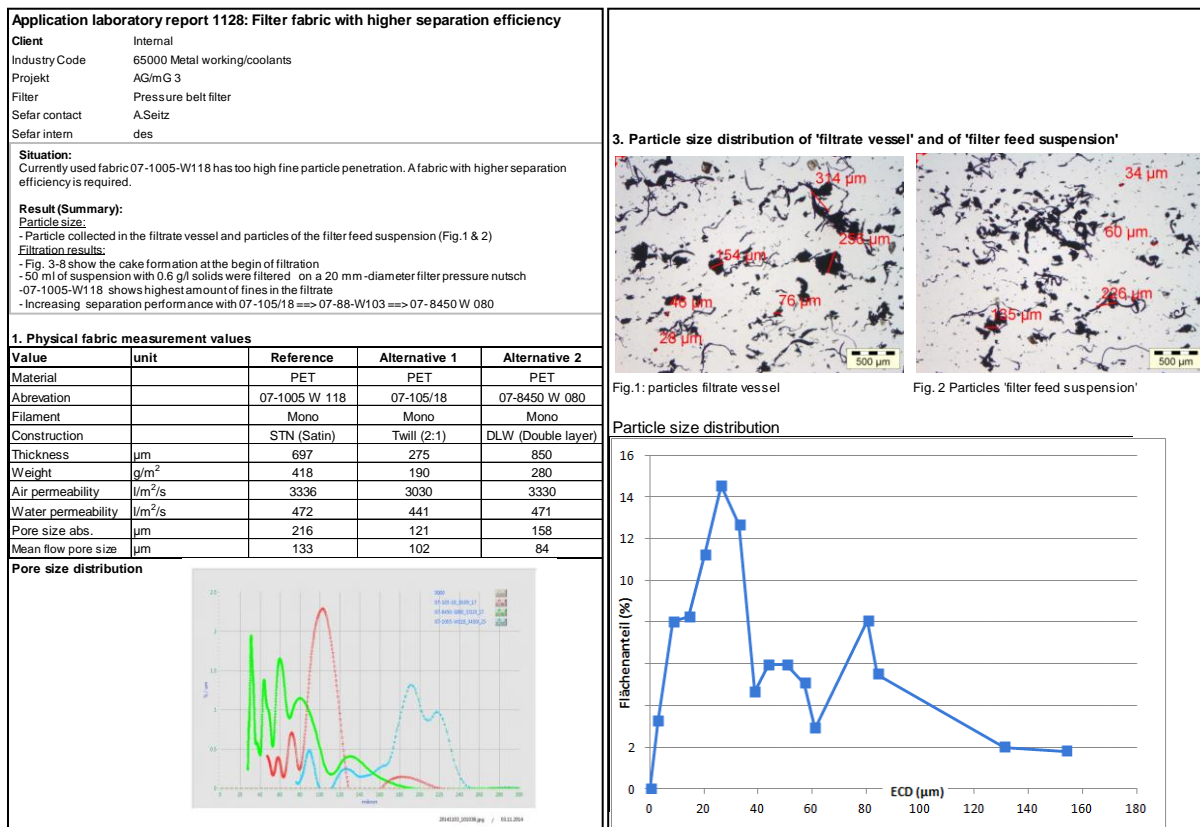 Application laboratory report 1128: Filter fabric with higher separation efficiency
Client Internal
Industry Code 65000 Metal working/coolants
Projekt AG/mG 3
Filter Pressure belt filter
Sefar contact A.Seitz
Sefar intern des
Situation:
Currently used fabric 07-1005-W118 has too high fine particle penetration. A fabric with higher separation
efficiency is required.
Result (Summary):
Particle size:
- Particle collected in the filtrate vessel and particles of the filter feed suspension (Fig.1 & 2)
Filtration results:
- Fig. 3-8 show the cake formation at the begin of filtration
- 50 ml of suspension with 0.6 g/l solids were filtered on a 20 mm -diameter filter pressure nutsch
-07-1005-W118 shows highest amount of fines in the filtrate
- Increasing separation performance with 07-105/18 ==> 07-88-W103 ==> 07-8450 W 080
1. Physical fabric measurement values
Value unit Reference Alternative 1 Alternative 2
Material PET PET PET
Abrevation 07-1005 W 118 07-105/18 07-8450 W 080
Filament Mono Mono Mono
Construction STN (Satin) Twill (2:1) DLW (Double layer)
Thickness µm 697 275 850
Weight g/m² 418 190 280
Air permeability l/m²/s 3336 3030 3330
Water permeability l/m²/s 472 441 471
Pore size abs. µm 216 121 158
Mean flow pore size µm 133 102 84
Pore size distribution
3. Particle size distribution of 'filtrate vessel' and of 'filter feed suspension'
314 µm
154 µm
76 µm
28 µm
500 µm
34 µm
60 µm
226 µm
135 µm
500 µm
Fig.1: particles filtrate vessel
Fig. 2 Particles 'filter feed suspension'
Particle size distribution
Flächenanteil (%)
16
14
12
10
2
0
0 20 40 60 80 100 120 140 160 180
ECD (µm)